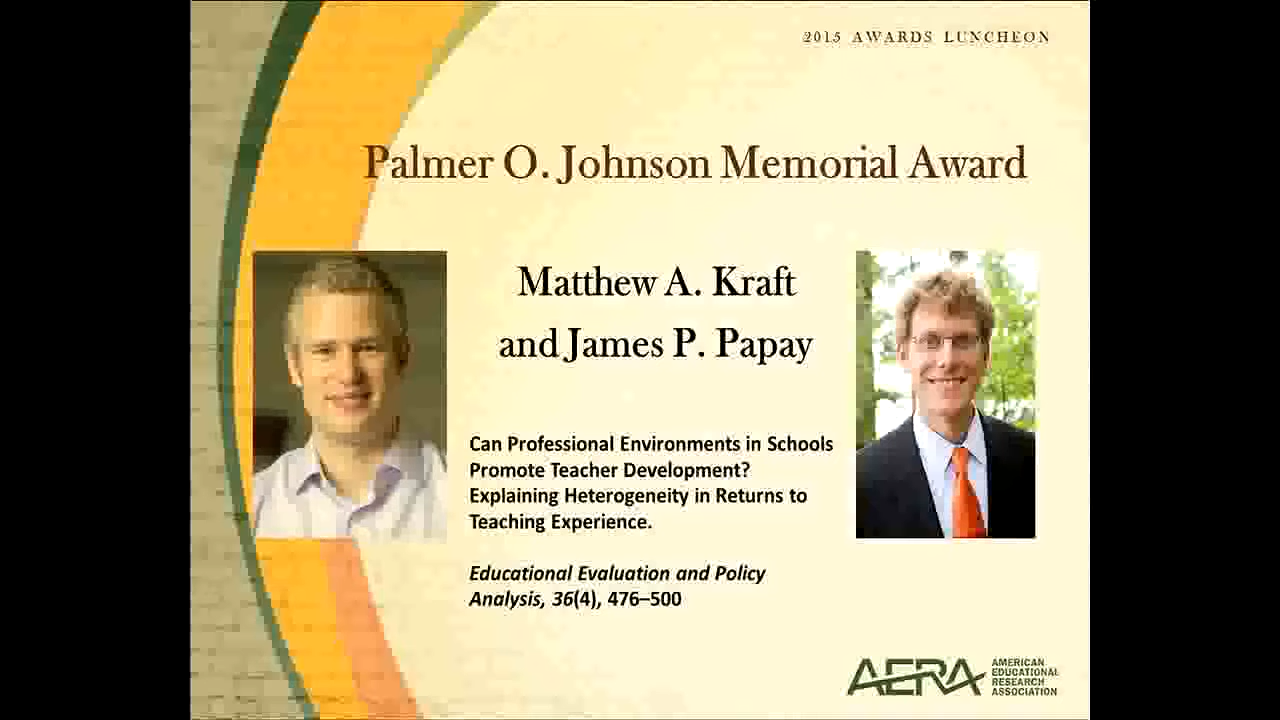 2015 AWARDS LUNCHEON
Palmer O. Johnson Memorial Award
Matthew A. Kraft
and James P. Papay
Can Professional Environments in Schools
Promote Teacher Development?
Explaining Heterogeneity in Returns to
Teaching Experience.
Educational Evaluation and Policy
Analysis, 36(4), 476–500
AERA
AMERICAN
EDUCATIONAL
RESEARCH
ASSOCIATION